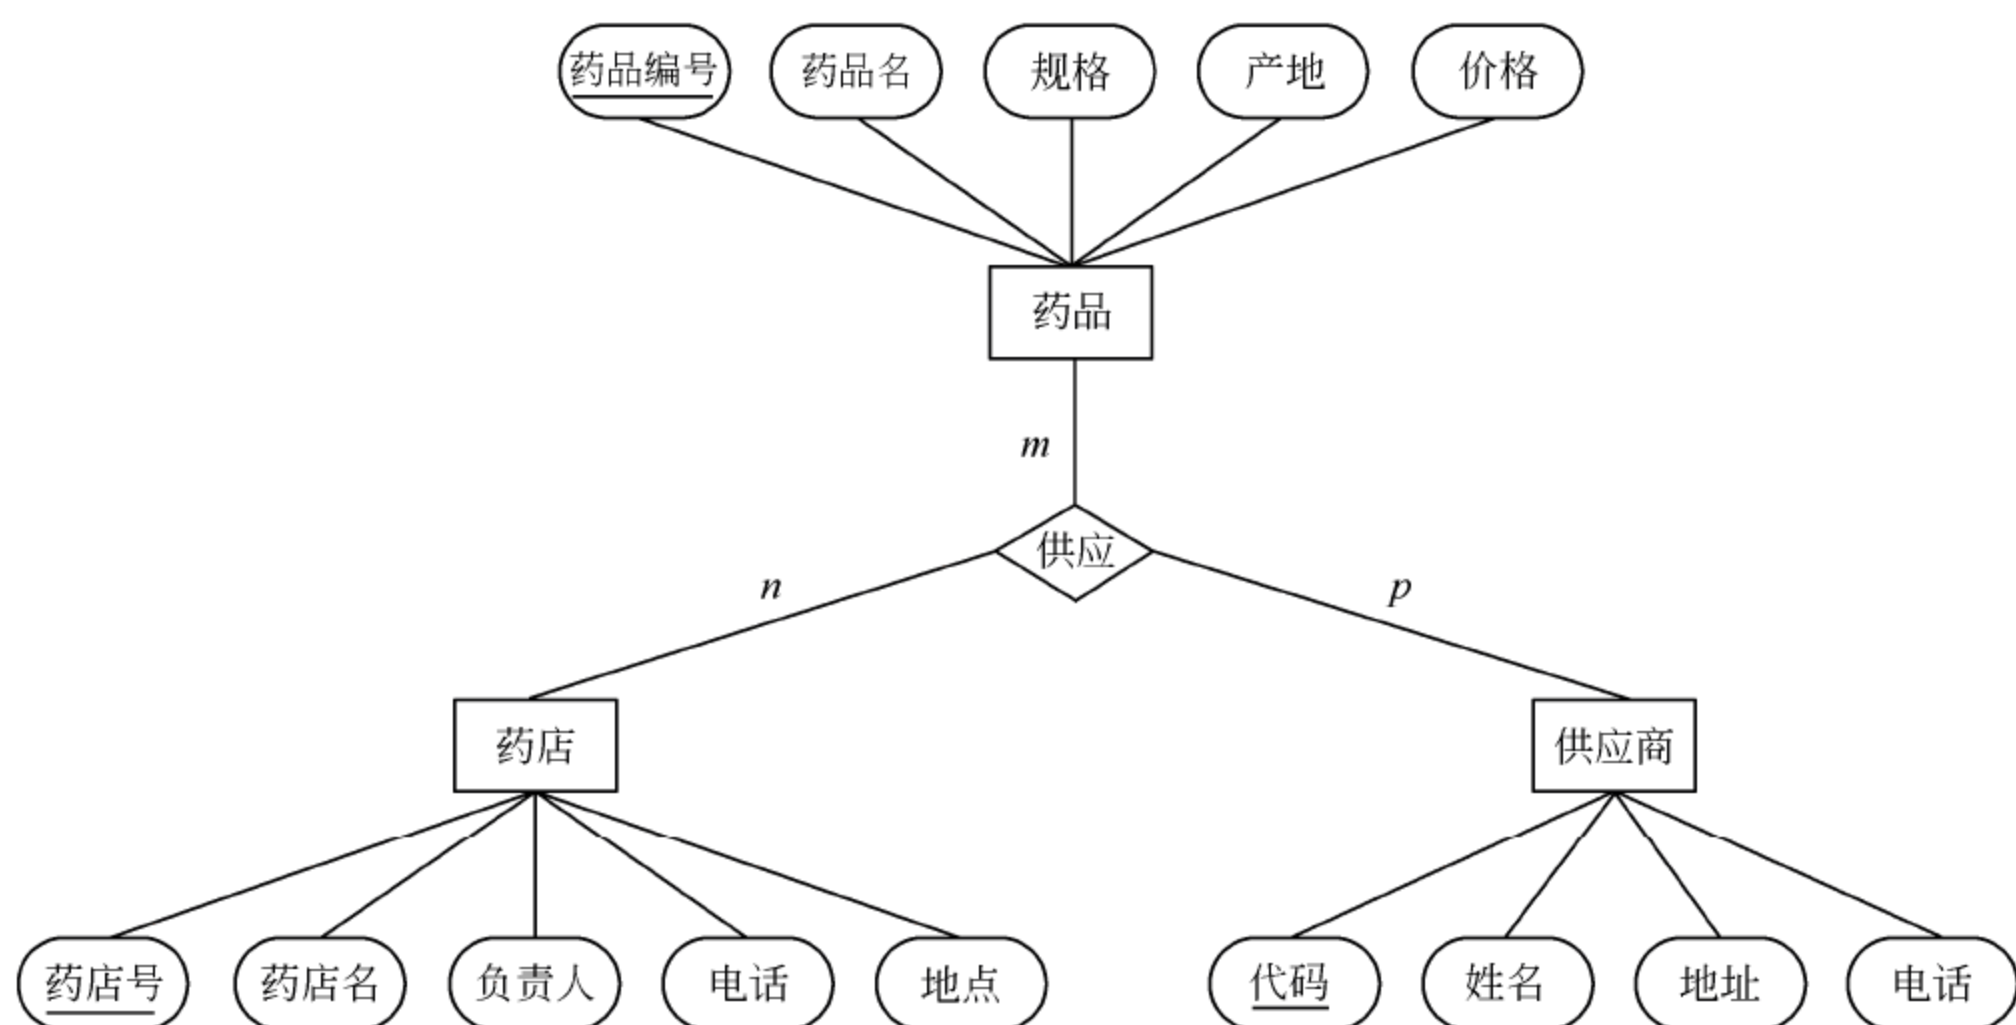 药品编号 药品名 规格 产地 价格
药品
m
供应
n p
药店 供应商
药店号 药店名 负责人 电话 地点 代码 姓名 地址 电话